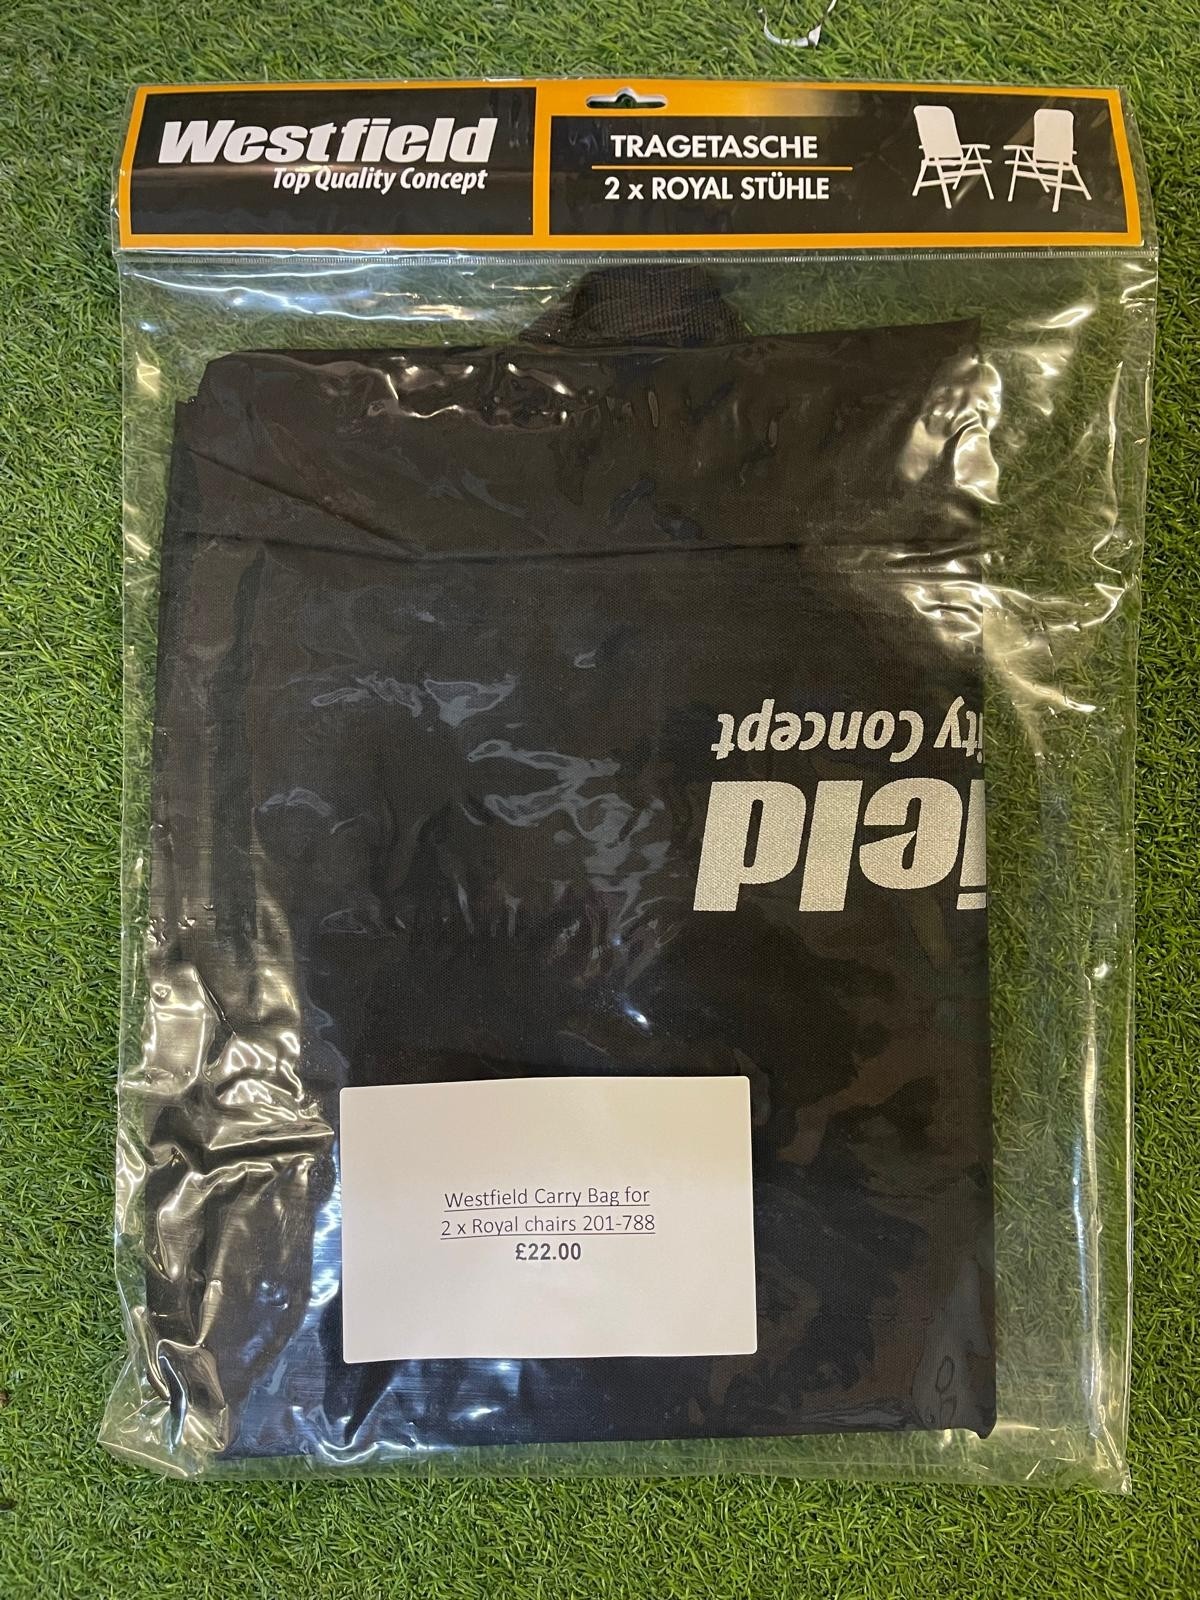 Westfield
Top Quality Concept
TRAGETASCHE
2 x ROYAL STÜHLE
ity Concept
ield
Westfield Carry Bag for
2 x Royal chairs 201-788
£22.00